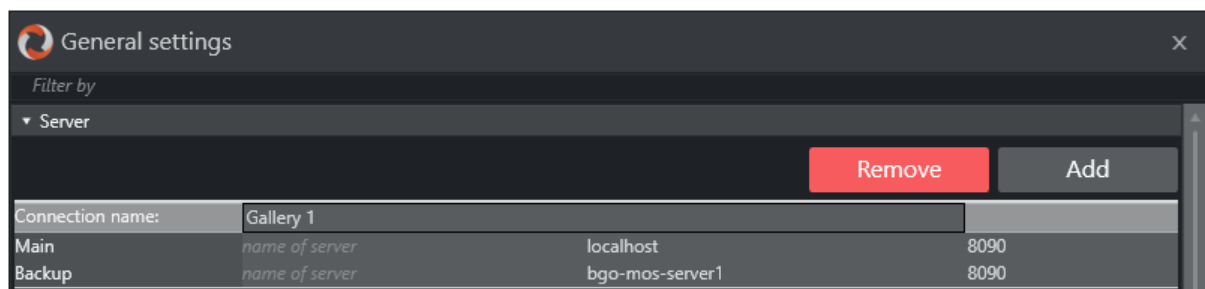 General settings
Filter by
Server
Remove Add
Connection name: Gallery 1
Main name of server localhost 8090
Backup name of server bgo-mos-server1 8090